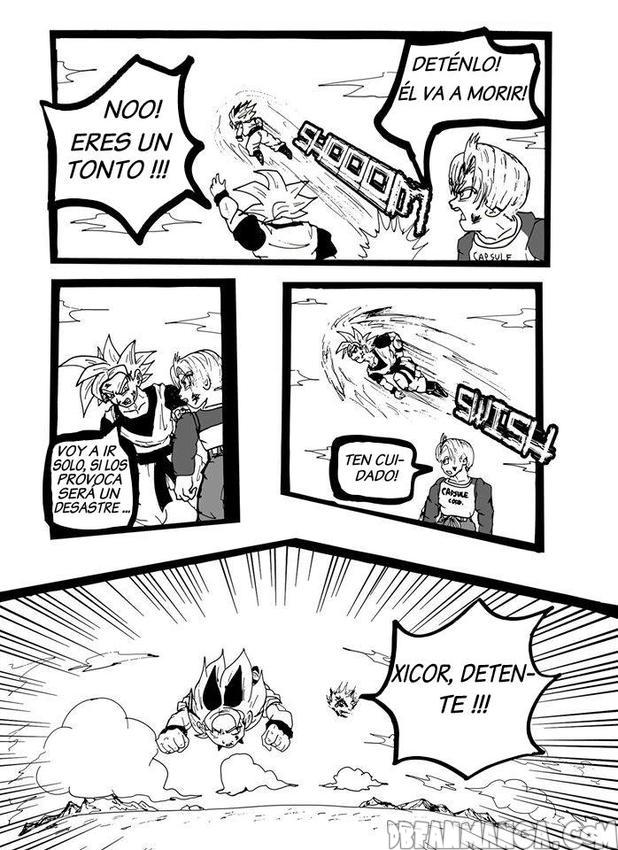 NOO!
ERES UN
TONTO !!!
SHOOOM
DETÉNLO!
ÉL VA A MORIR!
CAPSULE
VOY A IR
SOLO, SI LOS
PROVOCA
SERÁ UN
DESASTRE ...
SWISH
TEN CUI-
DADO!
CAPSULE
CORP.
XICOR, DETEN-
TE !!!
DBFANMANGA.COM